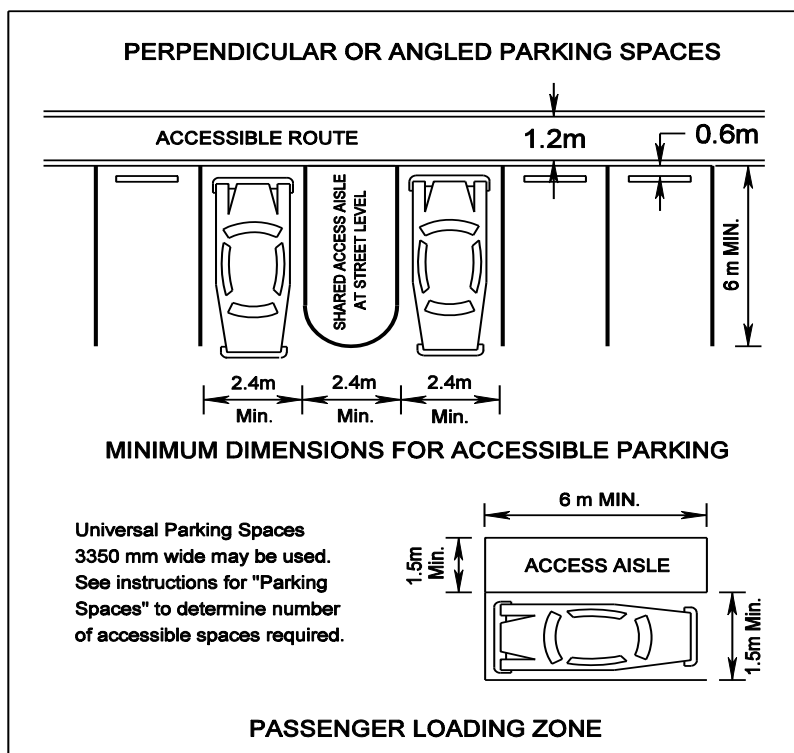 PERPENDICULAR OR ANGLED PARKING SPACES
ACCESSIBLE ROUTE
1.2m
0.6m
SHARED ACCESS AISLE
AT STREET LEVEL
6 m MIN.
2.4m
Min.
2.4m
Min.
2.4m
Min.
MINIMUM DIMENSIONS FOR ACCESSIBLE PARKING
Universal Parking Spaces
3350 mm wide may be used.
See instructions for "Parking
Spaces" to determine number
of accessible spaces required.
6 m MIN.
1.5m
Min.
ACCESS AISLE
1.5m Min.
PASSENGER LOADING ZONE